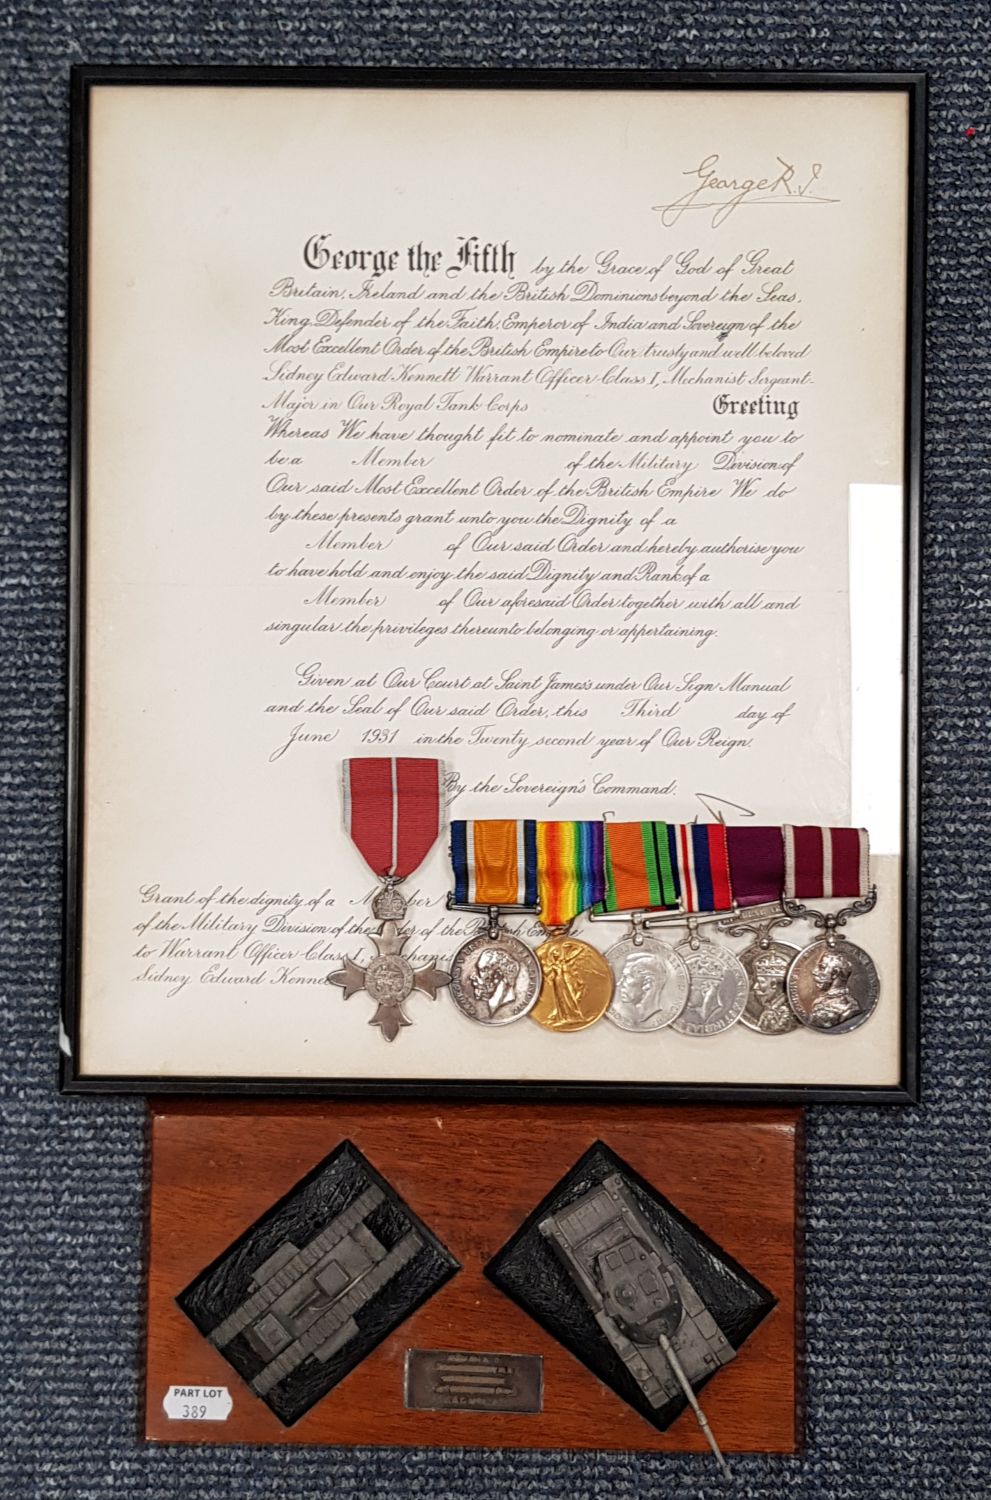 George R.I.
George the Fifth by the Grace of God of Great
Britain, Ireland and the British Dominions beyond the Seas,
King, Defender of the Faith, Emperor of India and Sovereign of the
Most Excellent Order of the British Empire to Our trusty and well beloved
Sidney Edward Kennett Warrant Officer Class I, Mechanist Sergeant-
Major in Our Royal Tank Corps Greeting
Whereas We have thought fit to nominate and appoint you to
be a Member of the Military Division of
Our said Most Excellent Order of the British Empire We do
by these presents grant unto you the Dignity of a
Member of Our said Order and hereby authorise you
to have hold and enjoy the said Dignity and Rank of a
Member of Our aforesaid Order together with all and
singular the privileges thereunto belonging or appertaining.
Given at Our Court at Saint James's under Our Sign Manual
and the Seal of Our said Order, this Third day of
June 1931 in the Twenty second year of Our Reign.
By the Sovereign's Command.
Grant of the dignity of a
of the Military Division of the of the
to Warrant Officer Class I,
Sidney Edward
PART LOT
389